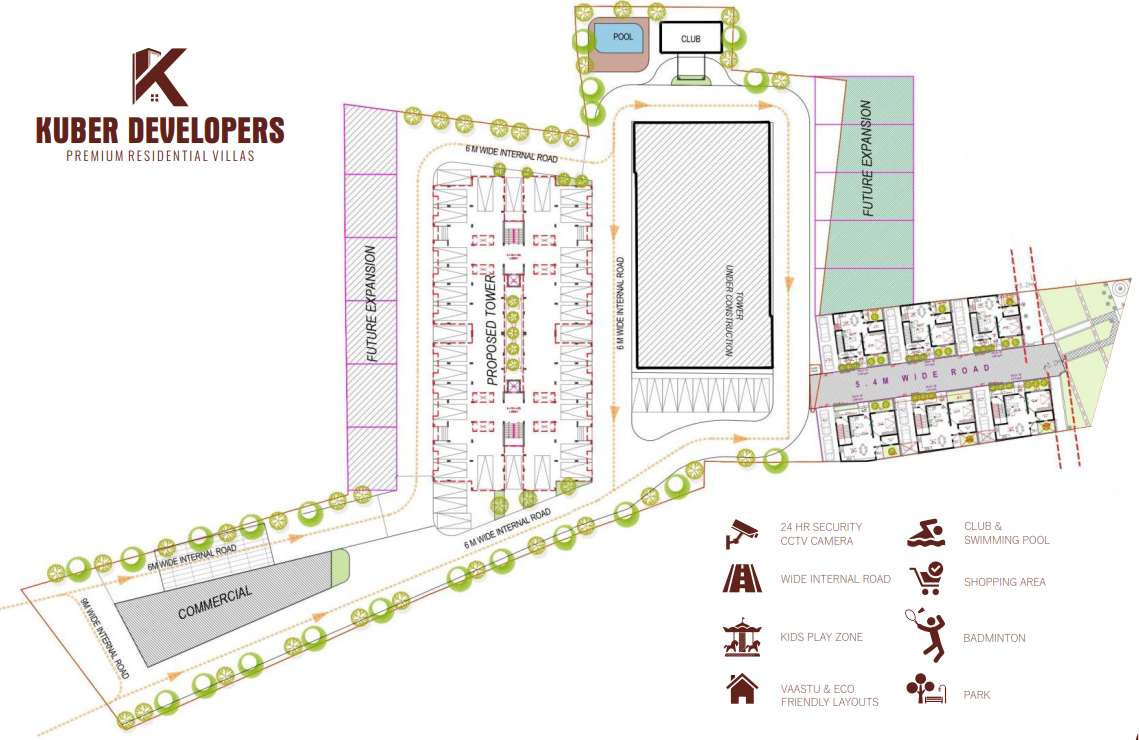 KUBER DEVELOPERS
PREMIUM RESIDENTIAL VILLAS
POOL
CLUB
FUTURE EXPANSION
6 M WIDE INTERNAL ROAD
FUTURE EXPANSION
PROPOSED TOWER
6 M WIDE INTERNAL ROAD
TOWER
UNDER CONSTRUCTION
5.4M WIDE ROAD
6 M WIDE INTERNAL ROAD
6M WIDE INTERNAL ROAD
COMMERCIAL
9M WIDE INTERNAL ROAD
24 HR SECURITY
CCTV CAMERA
CLUB &
SWIMMING POOL
WIDE INTERNAL ROAD
SHOPPING AREA
KIDS PLAY ZONE
BADMINTON
VAASTU & ECO
FRIENDLY LAYOUTS
PARK